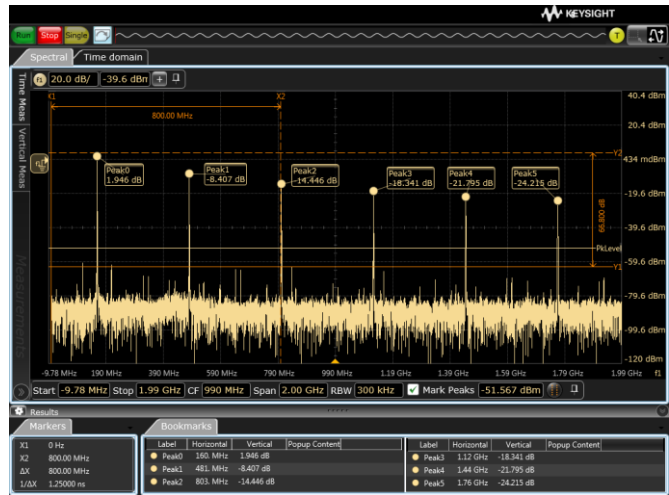 KEYSIGHT
Run Stop Single T
Spectral Time domain
f1 20.0 dB/ -39.6 dBm +
Time Meas
Vertical Meas
Measurements
X1 X2
800.00 MHz
40.4 dBm
20.4 dBm
Y2
434 mdBm
-19.6 dBm
-39.6 dBm
PkLevel
-59.6 dBm
Y1
-79.6 dBm
-99.6 dBm
-120 dBm
66.800 dB
f1
Peak0
1.946 dB
Peak1
-8.407 dB
Peak2
-14.446 dB
Peak3
-18.341 dB
Peak4
-21.795 dB
Peak5
-24.215 dB
-9.78 MHz 190 MHz 390 MHz 590 MHz 790 MHz 990 MHz 1.19 GHz 1.39 GHz 1.59 GHz 1.79 GHz 1.99 GHz f1
Start -9.78 MHz Stop 1.99 GHz CF 990 MHz Span 2.00 GHz RBW 300 kHz Mark Peaks -51.567 dBm
Results
Markers Bookmarks
X1 0 Hz
X2 800.00 MHz
ΔX 800.00 MHz
1/ΔX 1.25000 ns
Label Horizontal Vertical Popup Content
Peak0 160. MHz 1.946 dB
Peak1 481. MHz -8.407 dB
Peak2 803. MHz -14.446 dB
Label Horizontal Vertical Popup Content
Peak3 1.12 GHz -18.341 dB
Peak4 1.44 GHz -21.795 dB
Peak5 1.76 GHz -24.215 dB